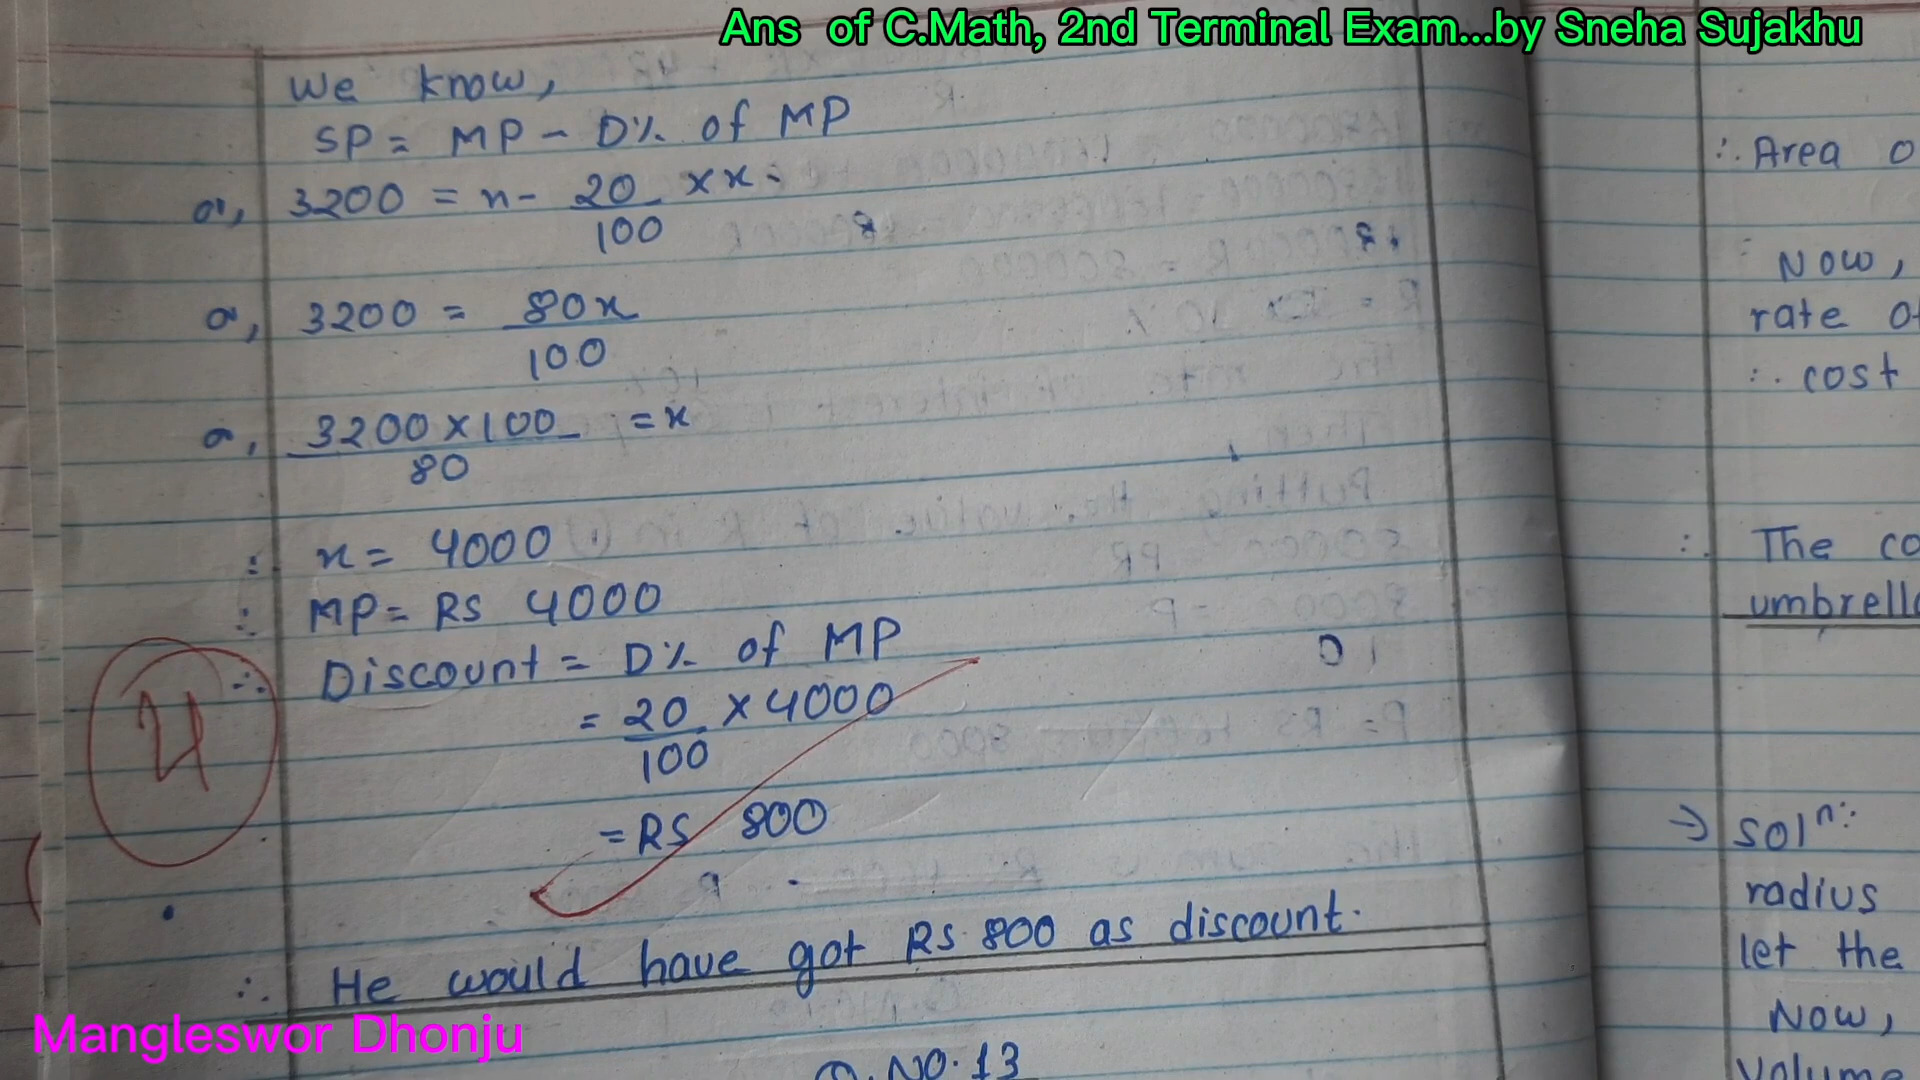 Ans of C.Math, 2nd Terminal Exam...by Sneha Sujakhu
We know,
SP = MP - D% of MP
or, 3200 = x - 20/100 × x
or, 3200 = 80x/100
or, 3200 × 100/80 = x
∴ x = 4000
∴ MP = RS 4000
∴ Discount = D% of MP
= 20/100 × 4000
= RS 800
4
∴ He would have got RS. 800 as discount.
Q. NO. 13
∴ Area
Now,
rate
∴ cost
∴ The
→ Solⁿ:
radius
let the
Now,
volume
Mangleswor Dhonju